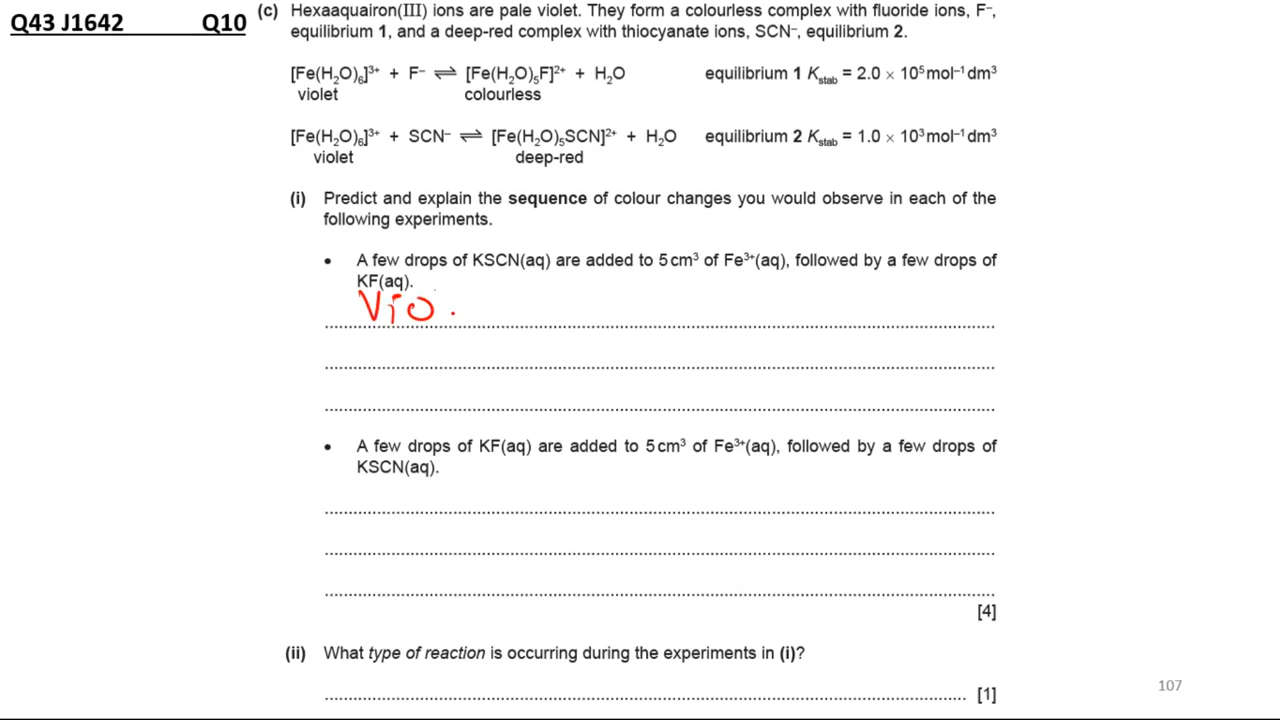 Q43 J1642 Q10
(c) Hexaaquairon(III) ions are pale violet. They form a colourless complex with fluoride ions, F⁻,
equilibrium 1, and a deep-red complex with thiocyanate ions, SCN⁻, equilibrium 2.
[Fe(H₂O)₆]³⁺ + F⁻ ⇌ [Fe(H₂O)₅F]²⁺ + H₂O equilibrium 1 Kstab = 2.0 × 10⁵ mol⁻¹ dm³
violet colourless
[Fe(H₂O)₆]³⁺ + SCN⁻ ⇌ [Fe(H₂O)₅SCN]²⁺ + H₂O equilibrium 2 Kstab = 1.0 × 10³ mol⁻¹ dm³
violet deep-red
(i) Predict and explain the sequence of colour changes you would observe in each of the
following experiments.
• A few drops of KSCN(aq) are added to 5 cm³ of Fe³⁺(aq), followed by a few drops of
KF(aq).
Vio
• A few drops of KF(aq) are added to 5 cm³ of Fe³⁺(aq), followed by a few drops of
KSCN(aq).
[4]
(ii) What type of reaction is occurring during the experiments in (i)?
[1]
107